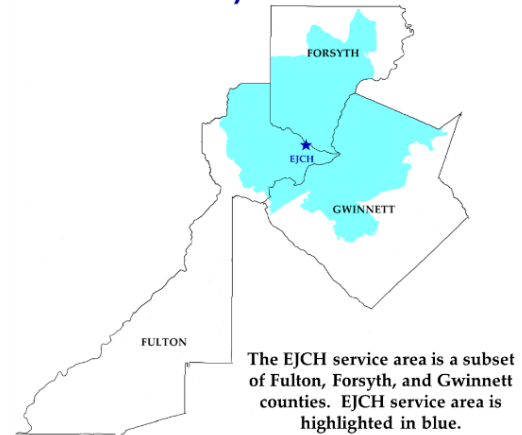 FORSYTH
EJCH
GWINNETT
FULTON
The EJCH service area is a subset
of Fulton, Forsyth, and Gwinnett
counties. EJCH service area is
highlighted in blue.